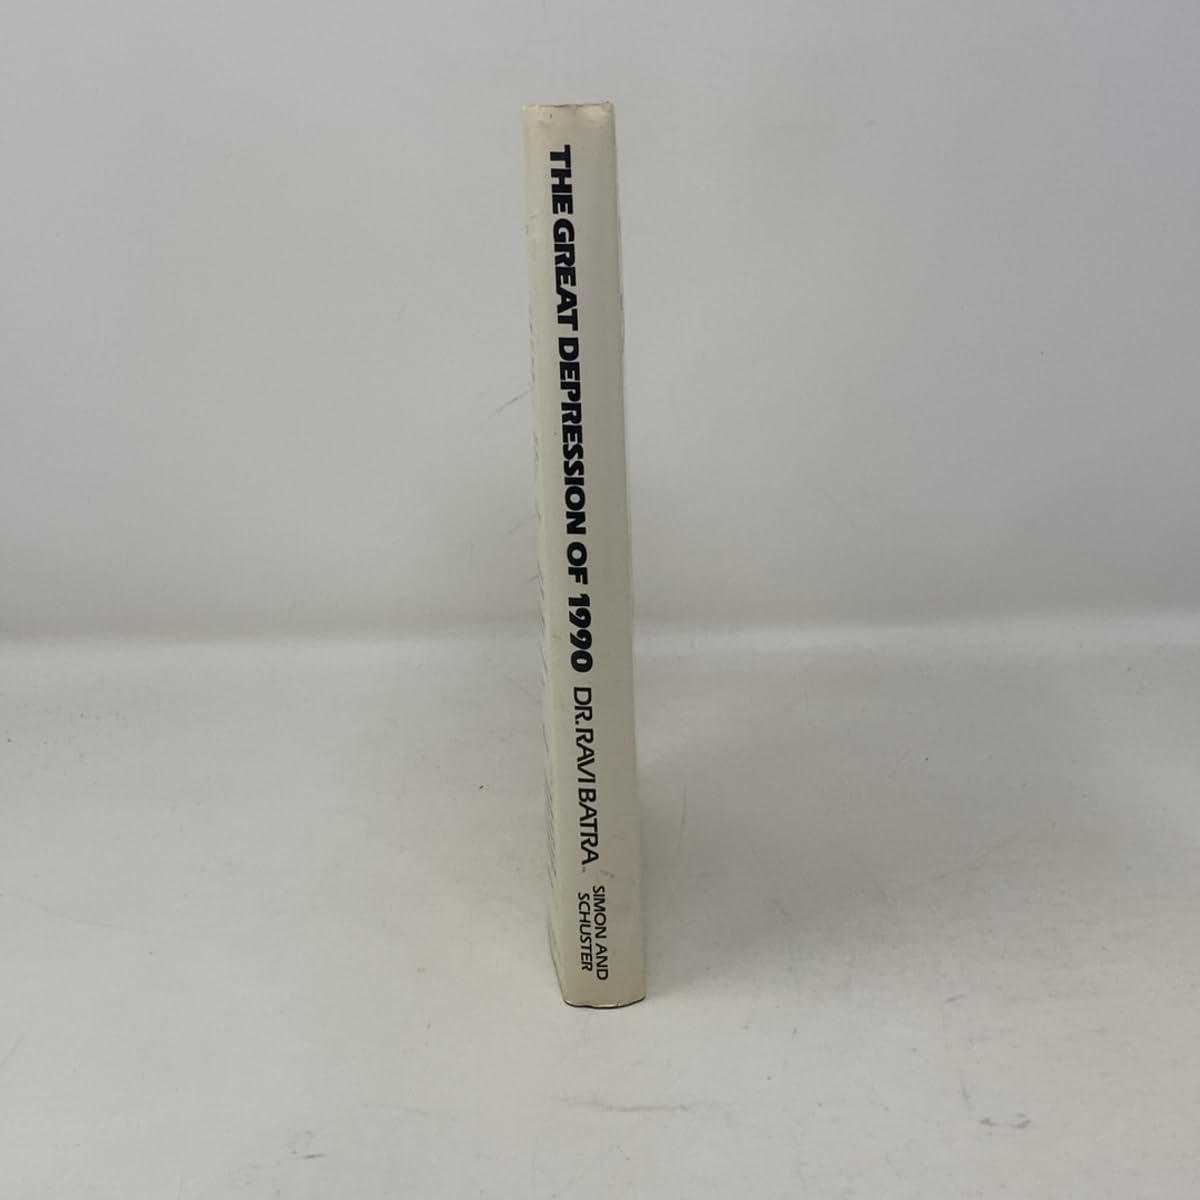 THE GREAT DEPRESSION OF 1990 DR. RAVI BATRA
SIMON AND
SCHUSTER